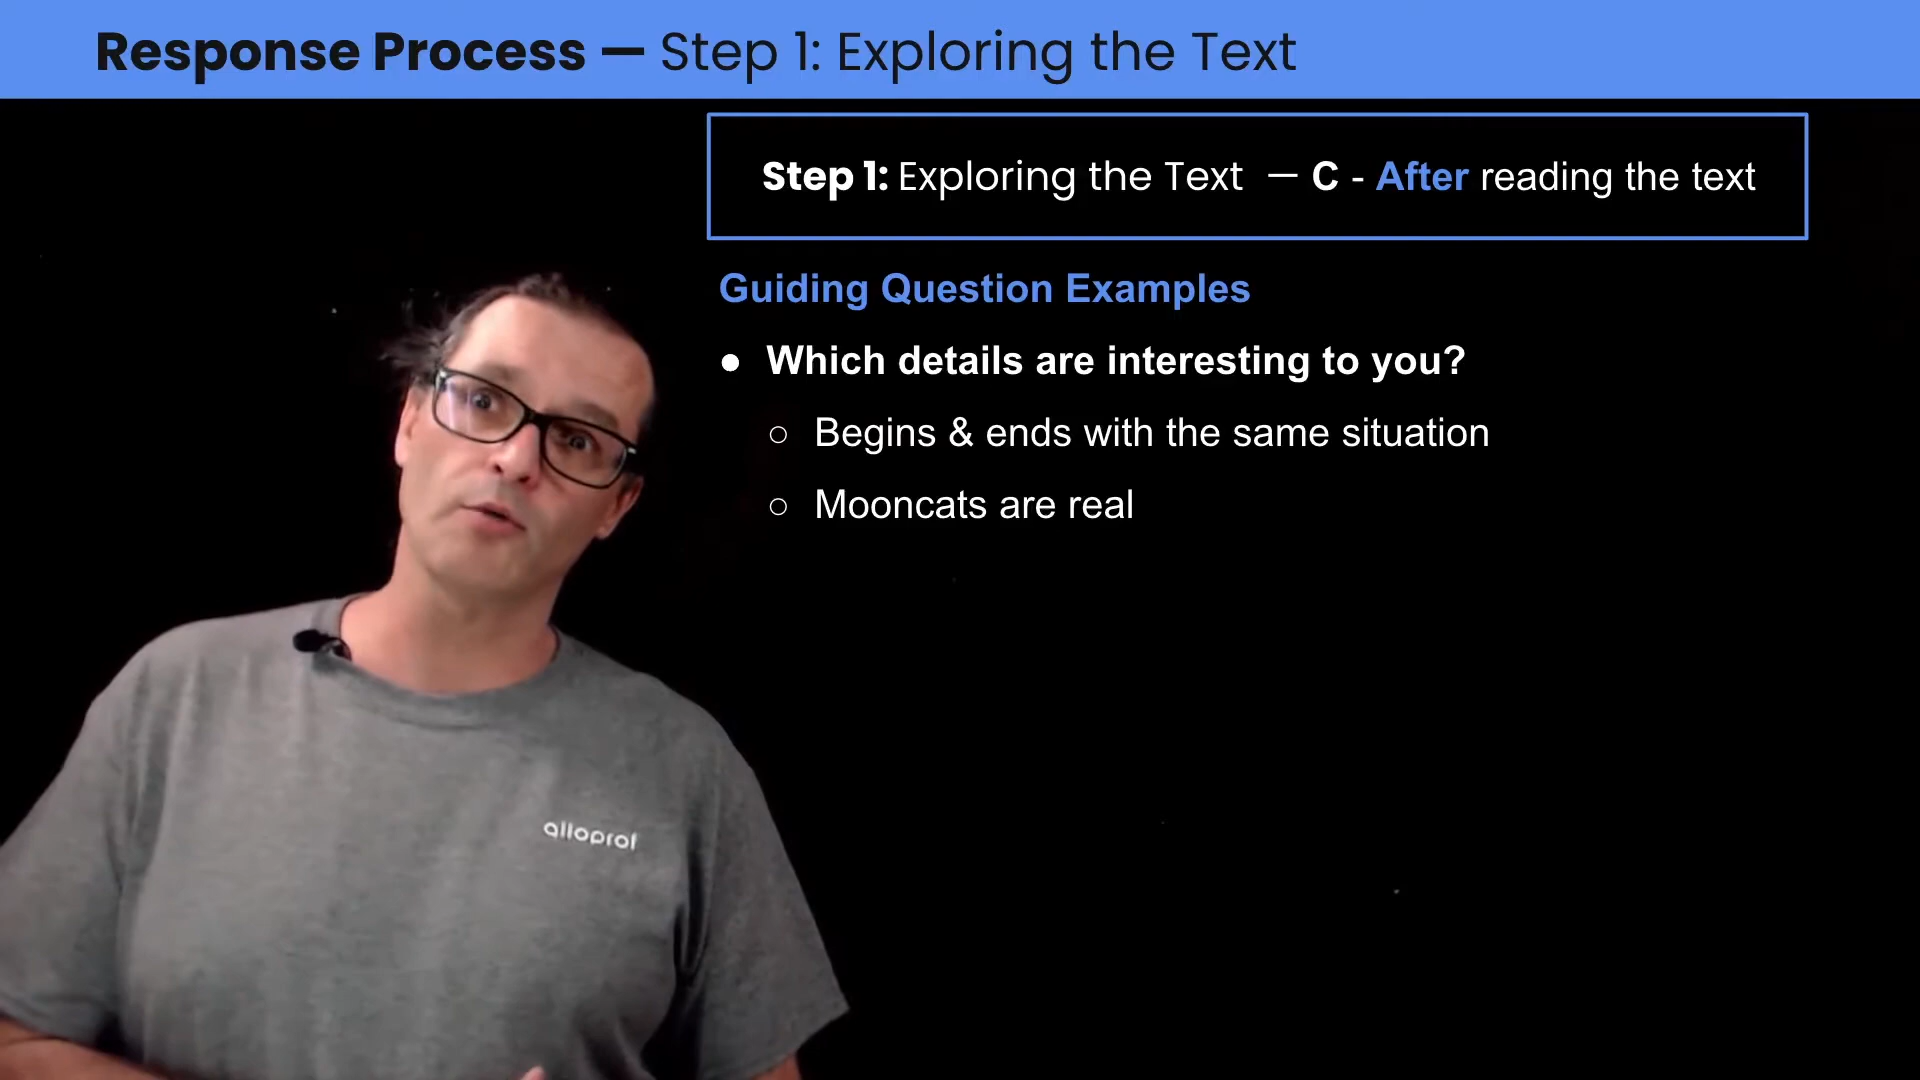 Response Process — Step 1: Exploring the Text
Step 1: Exploring the Text — C - After reading the text
Guiding Question Examples
● Which details are interesting to you?
○ Begins & ends with the same situation
○ Mooncats are real
alloprof